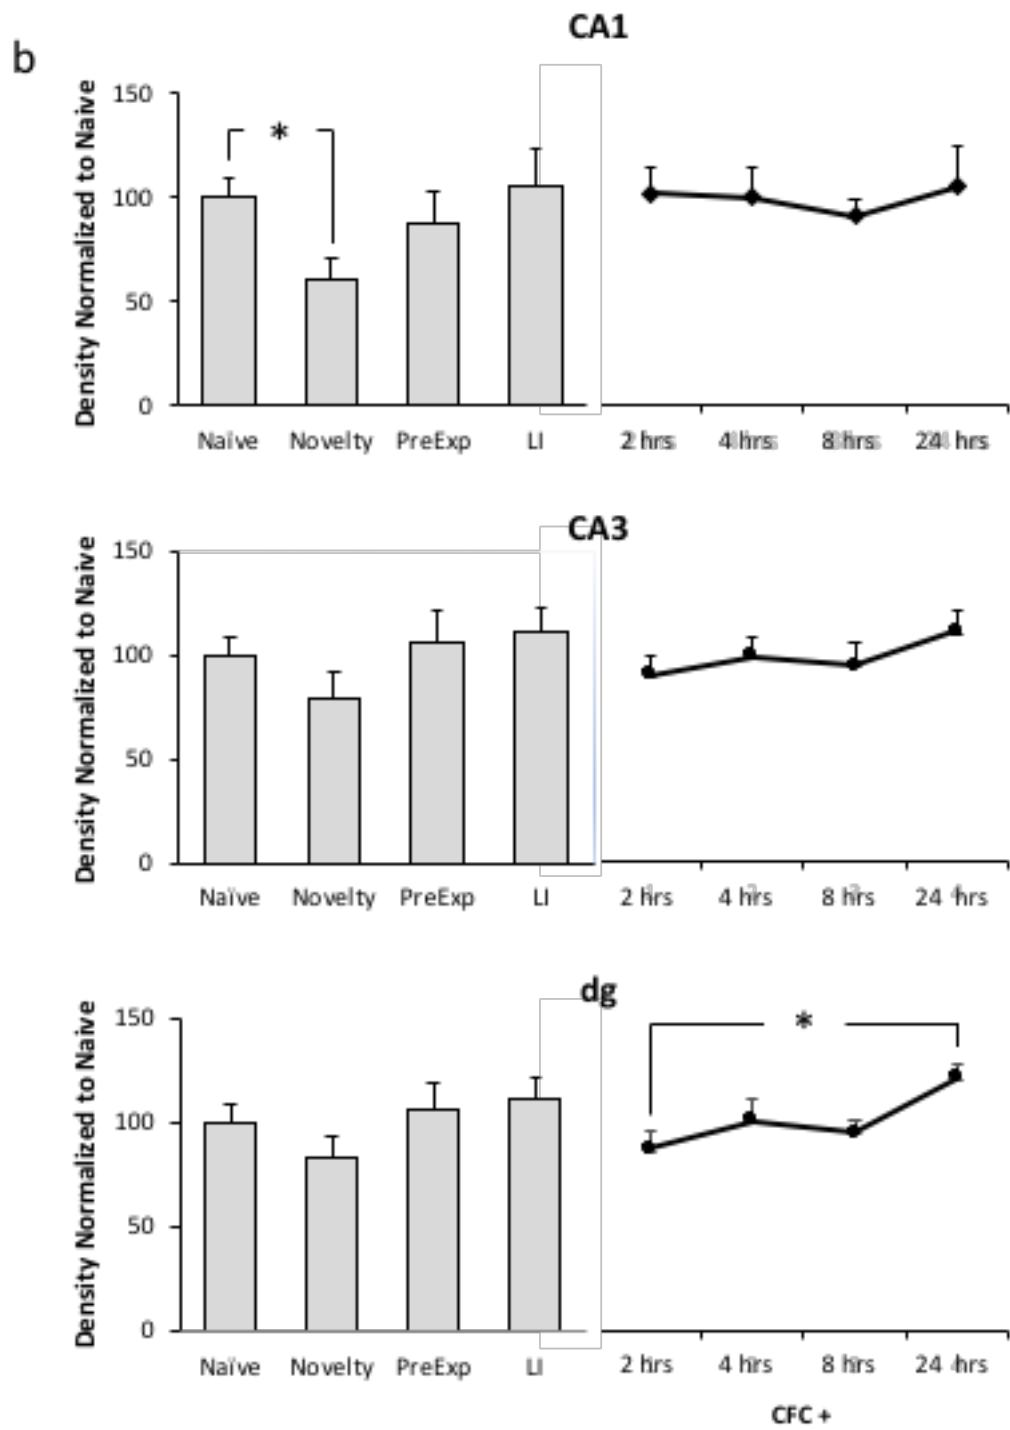 b
CA1
Density Normalized to Naive
150
100
50
0
*
Naïve Novelty PreExp LI 2 hrs 4 hrs 8 hrs 24 hrs
CA3
Density Normalized to Naive
150
100
50
0
Naïve Novelty PreExp LI 2 hrs 4 hrs 8 hrs 24 hrs
dg
Density Normalized to Naive
150
100
50
0
*
Naïve Novelty PreExp LI 2 hrs 4 hrs 8 hrs 24 hrs
CFC +